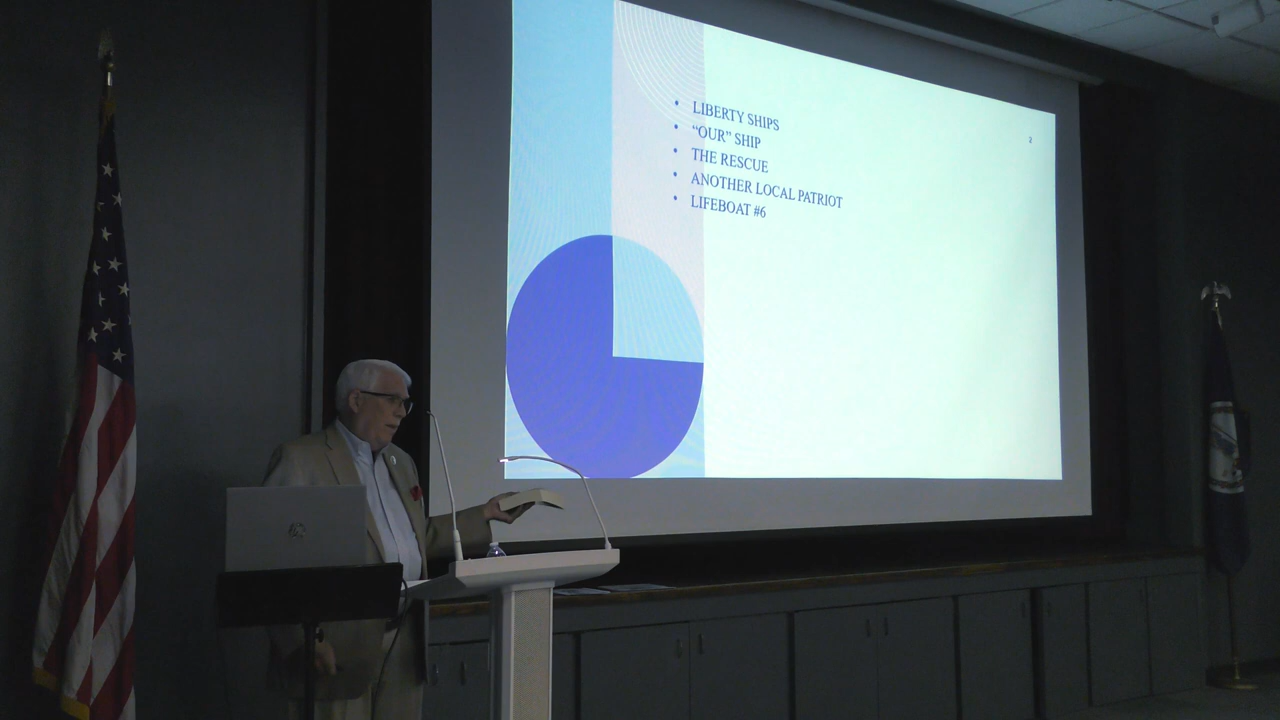 • LIBERTY SHIPS
• “OUR” SHIP
• THE RESCUE
• ANOTHER LOCAL PATRIOT
• LIFEBOAT #6
2